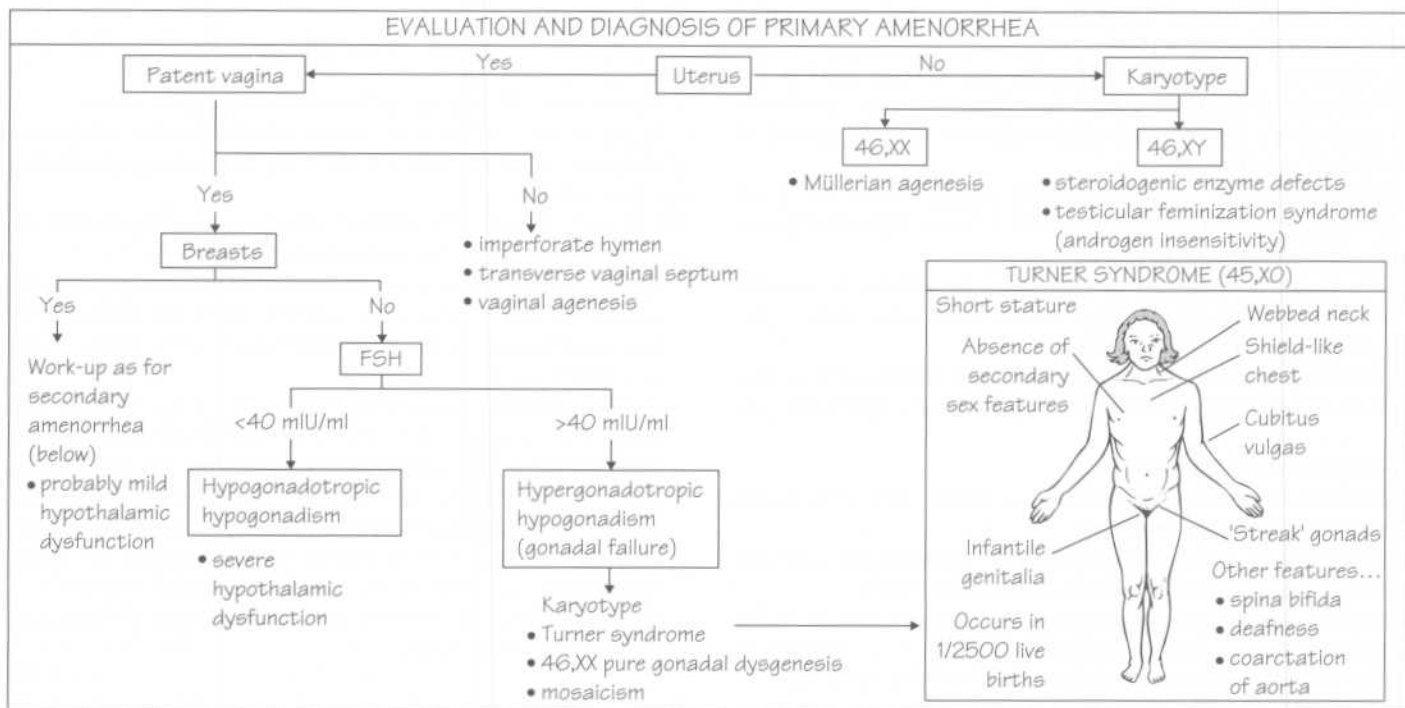 EVALUATION AND DIAGNOSIS OF PRIMARY AMENORRHEA
Patent vagina
Yes
Uterus
No
Karyotype
46,XX
• Müllerian agenesis
46,XY
• steroidogenic enzyme defects
• testicular feminization syndrome
(androgen insensitivity)
Yes
No
• imperforate hymen
• transverse vaginal septum
• vaginal agenesis
Breasts
Yes
Work-up as for
secondary
amenorrhea
(below)
• probably mild
hypothalamic
dysfunction
No
FSH
<40 mIU/ml
Hypogonadotropic
hypogonadism
• severe
hypothalamic
dysfunction
>40 mIU/ml
Hypergonadotropic
hypogonadism
(gonadal failure)
Karyotype
• Turner syndrome
• 46,XX pure gonadal dysgenesis
• mosaicism
TURNER SYNDROME (45,XO)
Short stature
Absence of
secondary
sex features
Infantile
genitalia
Occurs in
1/2500 live
births
Webbed neck
Shield-like
chest
Cubitus
vulgas
'Streak' gonads
Other features...
• spina bifida
• deafness
• coarctation
of aorta